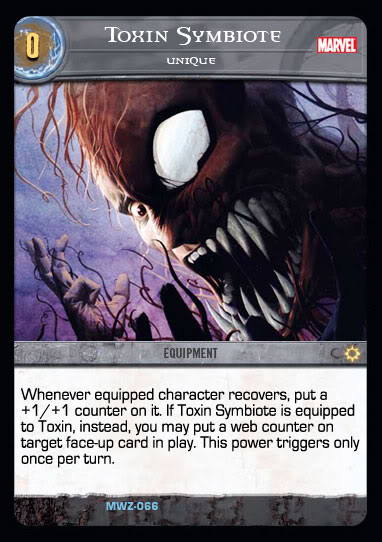 0
Toxin Symbiote
MARVEL
UNIQUE
EQUIPMENT
C
Whenever equipped character recovers, put a
+1/+1 counter on it. If Toxin Symbiote is equipped
to Toxin, instead, you may put a web counter on
target face-up card in play. This power triggers only
once per turn.
MWZ-066